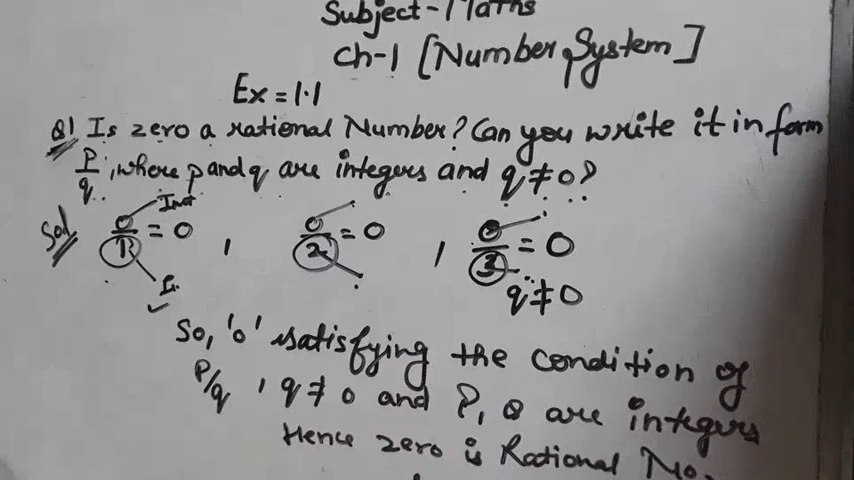 Subject-Maths
Ch-1 [Number System]
Ex = 1.1
Q1 Is zero a rational Number? Can you write it in form
P/q, where p and q are integers and q ≠ 0?
Sol 0/1 = 0, 0/2 = 0, 0/3 = 0
q ≠ 0
So, '0' is satisfying the condition of
P/q, q ≠ 0 and P, Q are integers
Hence zero is Rational No.